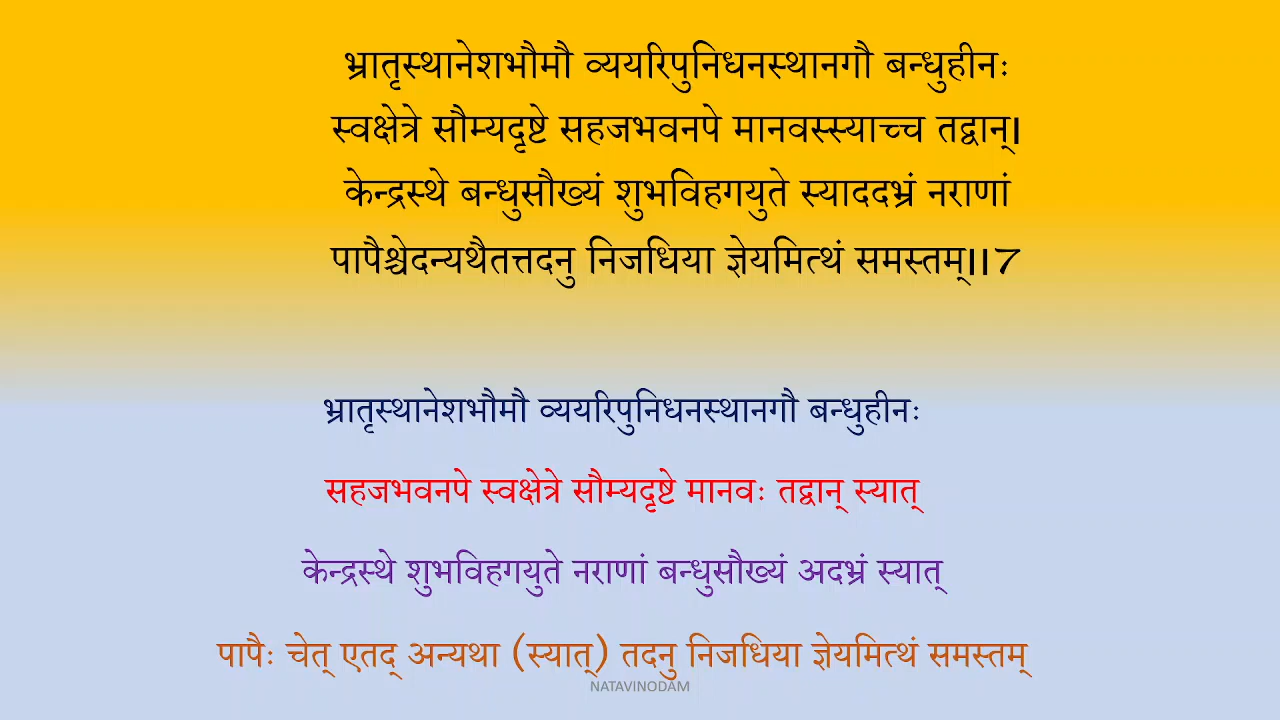 भ्रातृस्थानेशभौमौ व्ययरिपुनिधनस्थानगौ बन्धुहीनः
स्वक्षेत्रे सौम्यदृष्टे सहजभवनपे मानवस्स्याच्च तद्वान्।
केन्द्रस्थे बन्धुसौख्यं शुभविहगयुते स्याददभ्रं नराणां
पापैश्चेदन्यथैतत्तदनु निजधिया ज्ञेयमित्थं समस्तम्।।7
भ्रातृस्थानेशभौमौ व्ययरिपुनिधनस्थानगौ बन्धुहीनः
सहजभवनपे स्वक्षेत्रे सौम्यदृष्टे मानवः तद्वान् स्यात्
केन्द्रस्थे शुभविहगयुते नराणां बन्धुसौख्यं अदभ्रं स्यात्
पापैः चेत् एतद् अन्यथा (स्यात्) तदनु निजधिया ज्ञेयमित्थं समस्तम्
NATAVINODAM